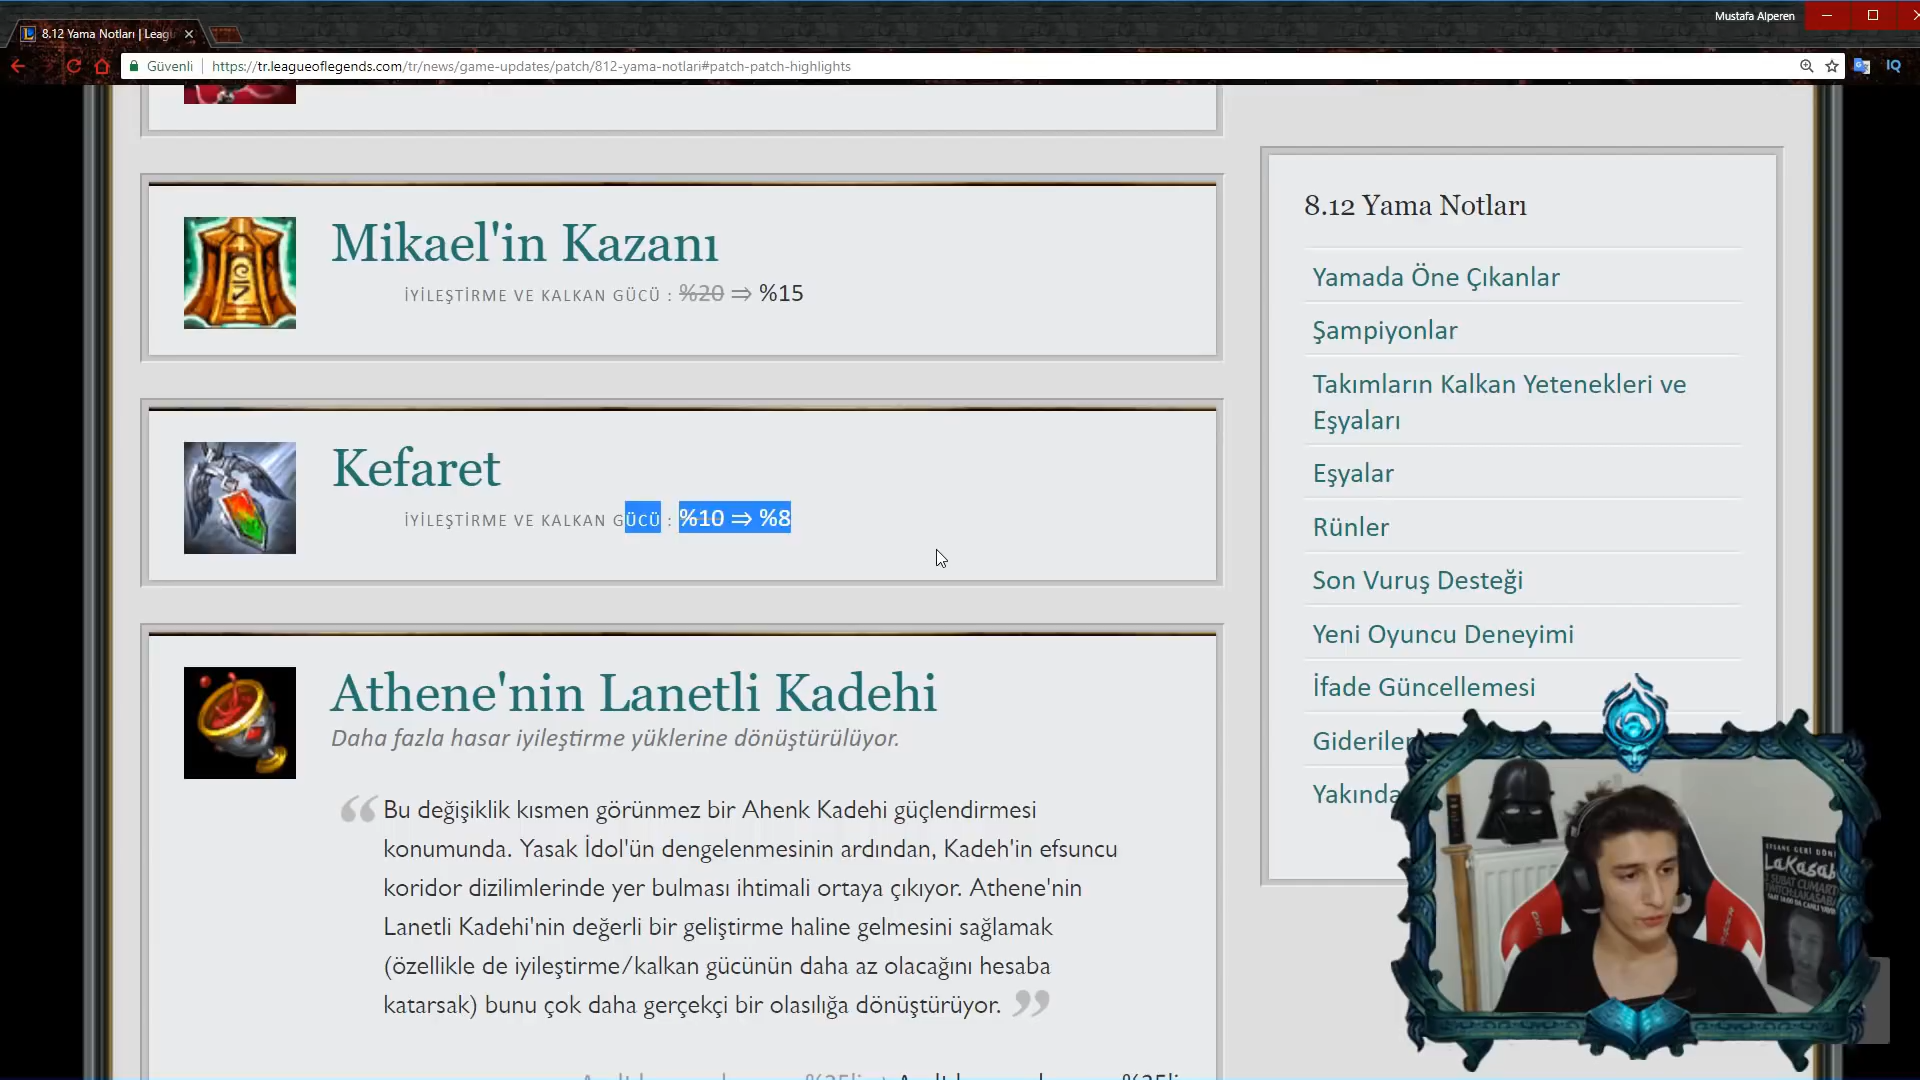 Mustafa Alperen
8.12 Yama Notları | Leag
Güvenli
https://tr.leagueoflegends.com/tr/news/game-updates/patch/812-yama-notlari#patch-patch-highlights
IQ
Mikael'in Kazanı
İYİLEŞTİRME VE KALKAN GÜCÜ : %20 ⇒ %15
Kefaret
İYİLEŞTİRME VE KALKAN GÜCÜ : %10 ⇒ %8
Athene'nin Lanetli Kadehi
Daha fazla hasar iyileştirme yüklerine dönüştürülüyor.
Bu değişiklik kısmen görünmez bir Ahenk Kadehi güçlendirmesi
konumunda. Yasak İdol'ün dengelenmesinin ardından, Kadeh'in efsuncu
koridor dizilimlerinde yer bulması ihtimali ortaya çıkıyor. Athene'nin
Lanetli Kadehi'nin değerli bir geliştirme haline gelmesini sağlamak
(özellikle de iyileştirme/kalkan gücünün daha az olacağını hesaba
katarsak) bunu çok daha gerçekçi bir olasılığa dönüştürüyor.
8.12 Yama Notları
Yamada Öne Çıkanlar
Şampiyonlar
Takımların Kalkan Yetenekleri ve
Eşyaları
Eşyalar
Rünler
Son Vuruş Desteği
Yeni Oyuncu Deneyimi
İfade Güncellemesi
Giderilen
Yakında
LaKasab